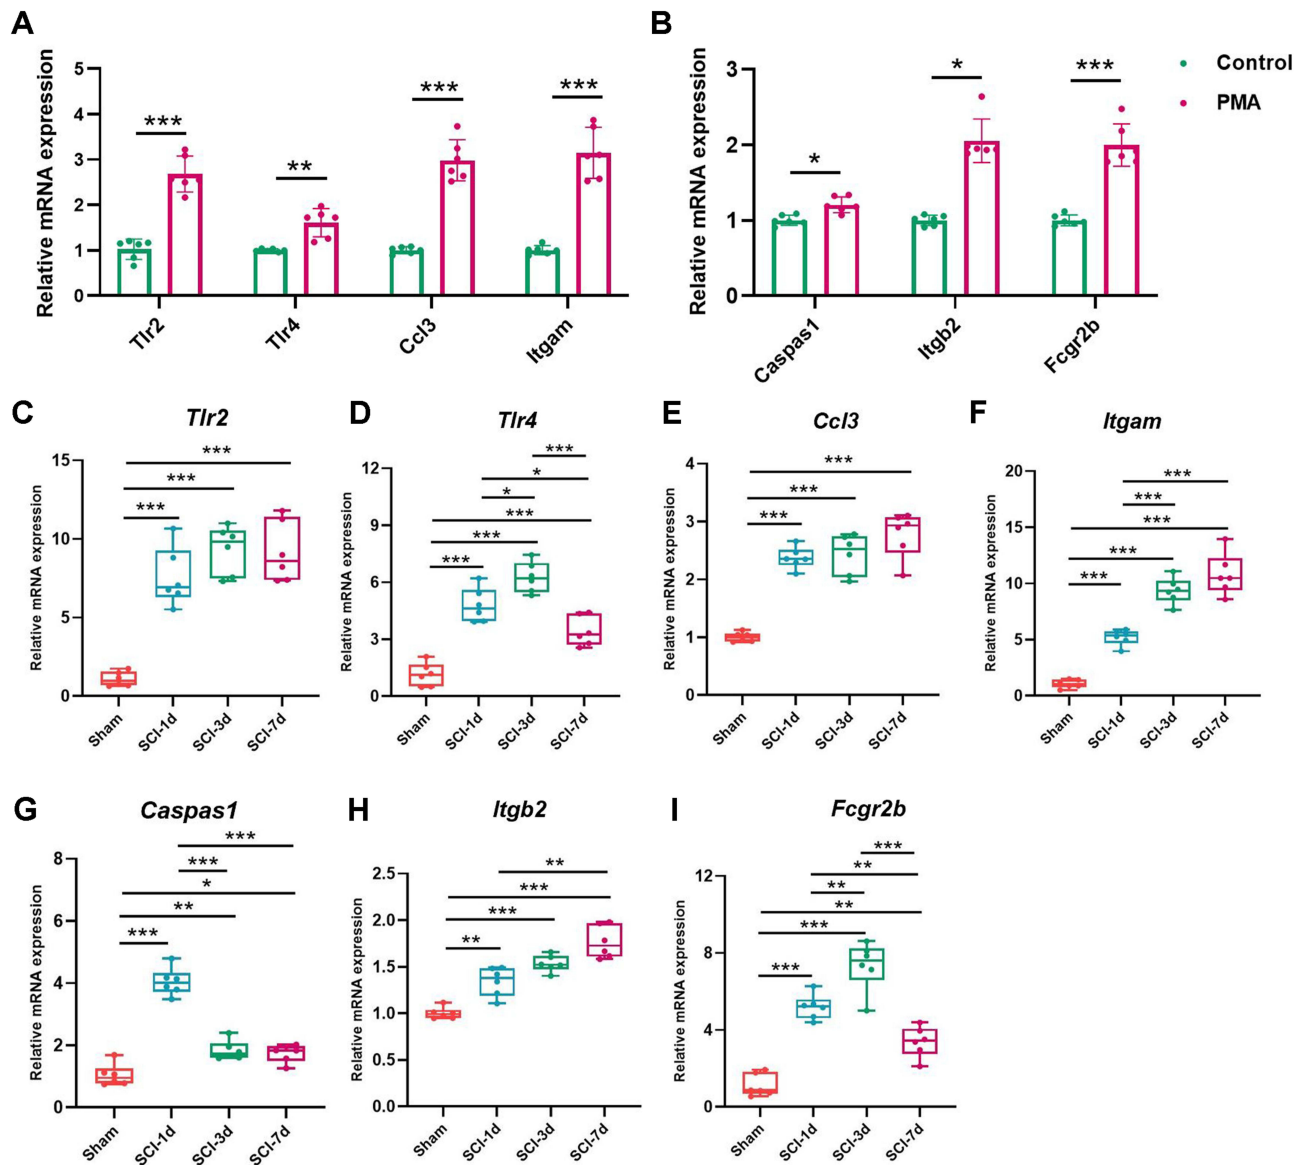 A
B
Relative mRNA expression
5
4
3
2
1
0
***
**
***
***
Tlr2
Tlr4
Ccl3
Itgam
Relative mRNA expression
3
2
1
0
*
*
***
Caspas1
Itgb2
Fcgr2b
Control
PMA
C
Tlr2
Relative mRNA expression
15
10
5
0
***
***
***
Sham
SCI-1d
SCI-3d
SCI-7d
D
Tlr4
Relative mRNA expression
12
9
6
3
0
***
*
*
***
***
***
Sham
SCI-1d
SCI-3d
SCI-7d
E
Ccl3
Relative mRNA expression
4
3
2
1
0
***
***
***
Sham
SCI-1d
SCI-3d
SCI-7d
F
Itgam
Relative mRNA expression
20
15
10
5
0
***
***
***
***
***
Sham
SCI-1d
SCI-3d
SCI-7d
G
Caspas1
Relative mRNA expression
8
6
4
2
0
***
***
*
**
***
Sham
SCI-1d
SCI-3d
SCI-7d
H
Itgb2
Relative mRNA expression
2.5
2.0
1.5
1.0
0.5
0.0
**
***
***
**
Sham
SCI-1d
SCI-3d
SCI-7d
I
Fcgr2b
Relative mRNA expression
12
8
4
0
***
**
**
**
***
***
Sham
SCI-1d
SCI-3d
SCI-7d